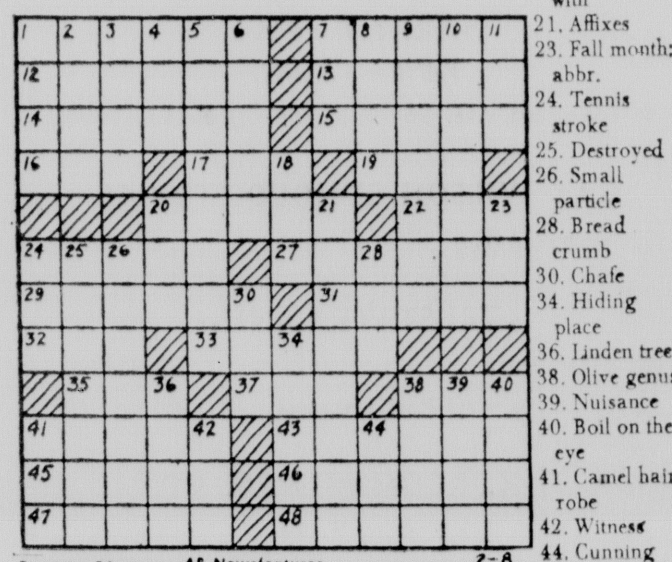 1 2 3 4 5 6 7 8 9 10 11
12 13
14 15
16 17 18 19
20 21 22 23
24 25 26 27 28
29 30 31
32 33 34
35 36 37 38 39 40
41 42 43 44
45 46
47 48
2-8
with
21. Affixes
23. Fall month:
abbr.
24. Tennis
stroke
25. Destroyed
26. Small
particle
28. Bread
crumb
30. Chafe
34. Hiding
place
36. Linden tree
38. Olive genus
39. Nuisance
40. Boil on the
eye
41. Camel hair
robe
42. Witness
44. Cunning